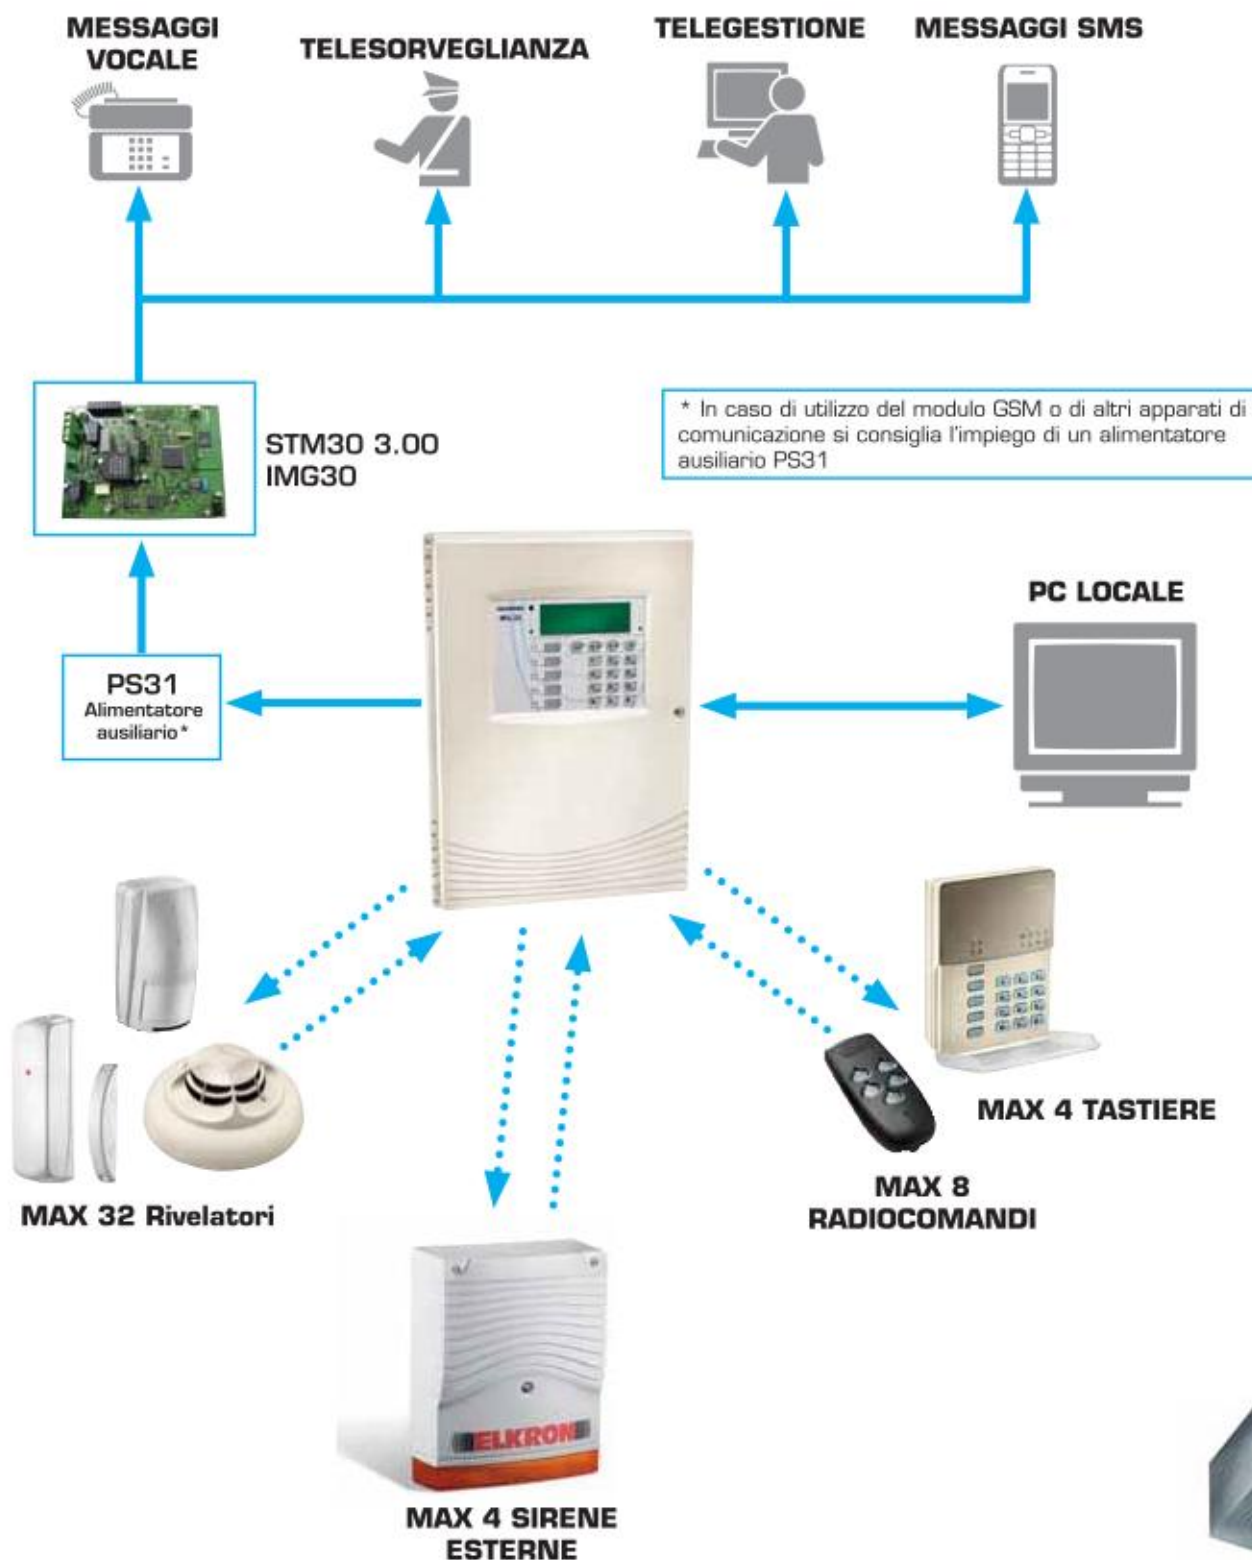 MESSAGGI
VOCALE
TELESORVEGLIANZA
TELEGESTIONE
MESSAGGI SMS
STM30 3.00
IMG30
* In caso di utilizzo del modulo GSM o di altri apparati di
comunicazione si consiglia l'impiego di un alimentatore
ausiliario PS31
PC LOCALE
PS31
Alimentatore
ausiliario*
MAX 4 TASTIERE
MAX 8
RADIOCOMANDI
MAX 32 Rivelatori
ELKRON
MAX 4 SIRENE
ESTERNE